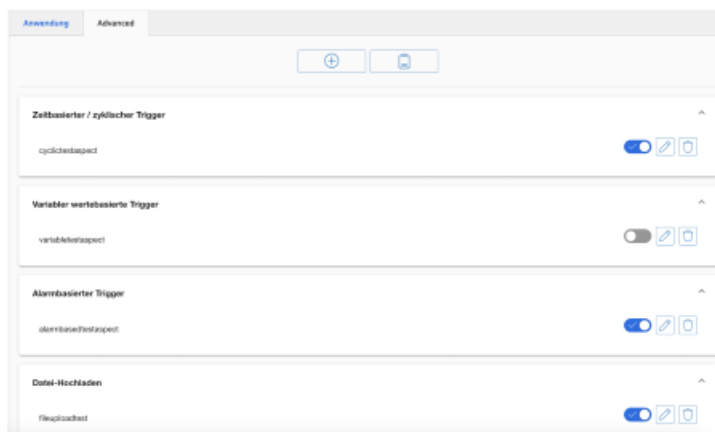 Anwendung
Advanced
Zeitbasierter / zyklischer Trigger
cyclictestaspect
Variabler wertebasierte Trigger
variabletestaspect
Alarmbasierter Trigger
alarmbasedtestaspect
Datei-Hochladen
fileuploadtest